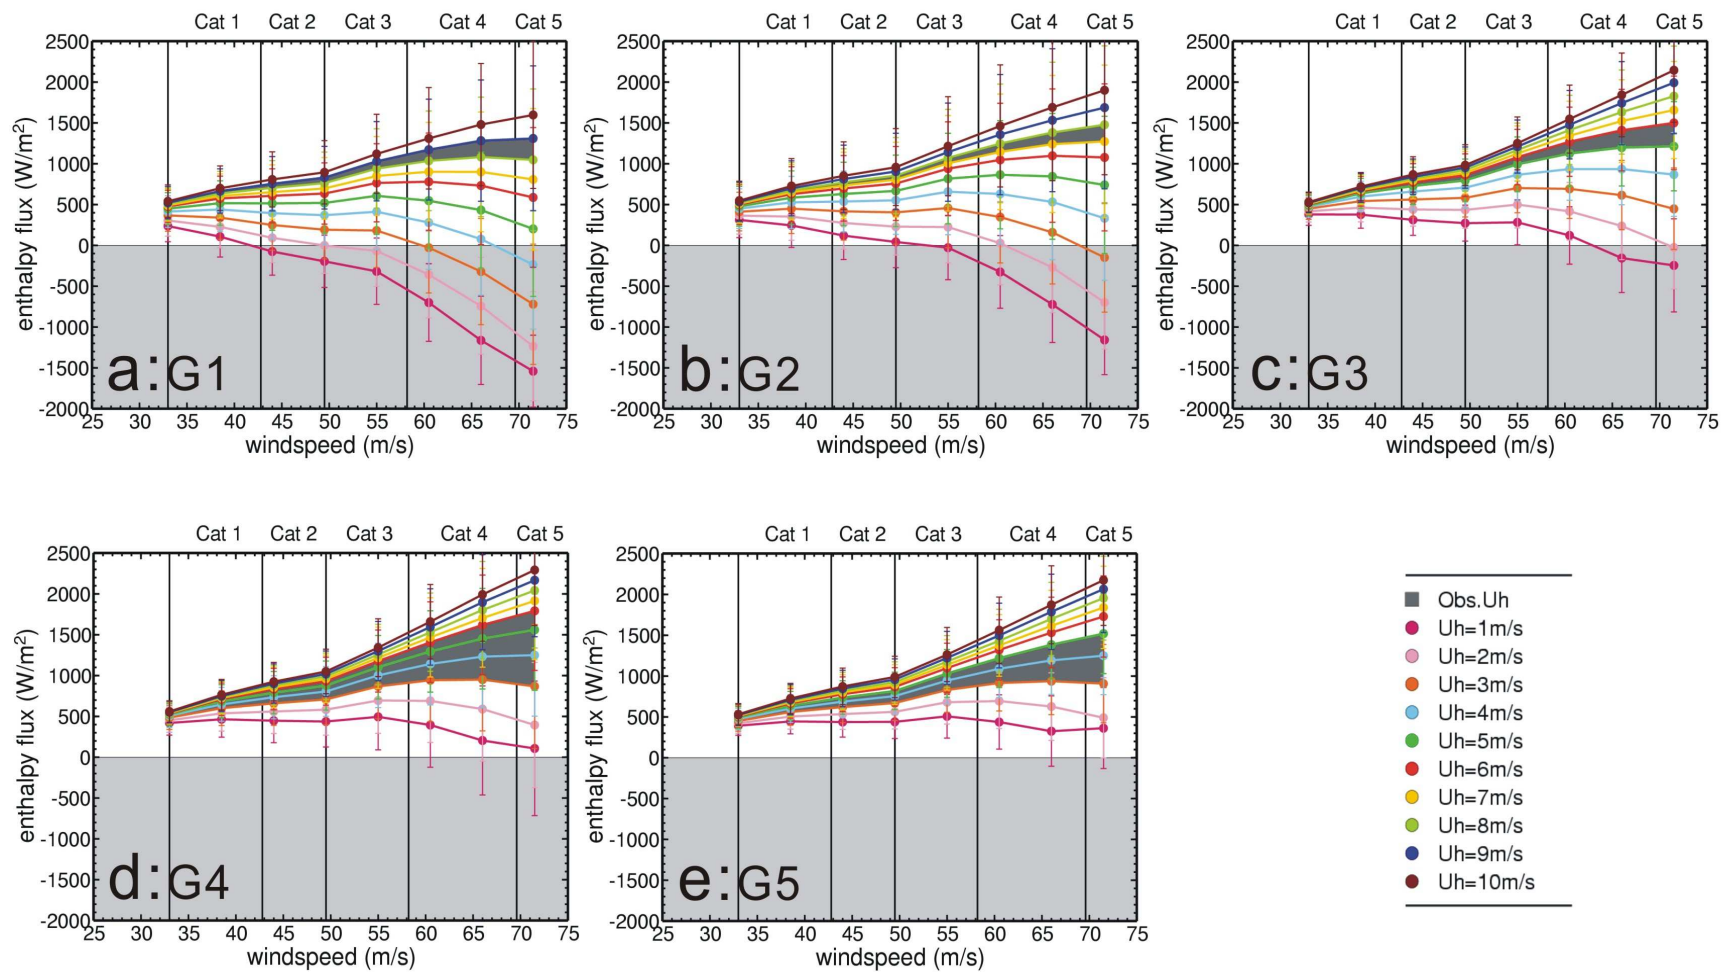 Cat 1 Cat 2 Cat 3 Cat 4 Cat 5
2500
2000
1500
1000
500
0
-500
-1000
-1500
-2000
enthalpy flux (W/m²)
a:G1
25 30 35 40 45 50 55 60 65 70 75
windspeed (m/s)
Cat 1 Cat 2 Cat 3 Cat 4 Cat 5
2500
2000
1500
1000
500
0
-500
-1000
-1500
-2000
enthalpy flux (W/m²)
b:G2
25 30 35 40 45 50 55 60 65 70 75
windspeed (m/s)
Cat 1 Cat 2 Cat 3 Cat 4 Cat 5
2500
2000
1500
1000
500
0
-500
-1000
-1500
-2000
enthalpy flux (W/m²)
c:G3
25 30 35 40 45 50 55 60 65 70 75
windspeed (m/s)
Cat 1 Cat 2 Cat 3 Cat 4 Cat 5
2500
2000
1500
1000
500
0
-500
-1000
-1500
-2000
enthalpy flux (W/m²)
d:G4
25 30 35 40 45 50 55 60 65 70 75
windspeed (m/s)
Cat 1 Cat 2 Cat 3 Cat 4 Cat 5
2500
2000
1500
1000
500
0
-500
-1000
-1500
-2000
enthalpy flux (W/m²)
e:G5
25 30 35 40 45 50 55 60 65 70 75
windspeed (m/s)
Obs.Uh
Uh=1m/s
Uh=2m/s
Uh=3m/s
Uh=4m/s
Uh=5m/s
Uh=6m/s
Uh=7m/s
Uh=8m/s
Uh=9m/s
Uh=10m/s